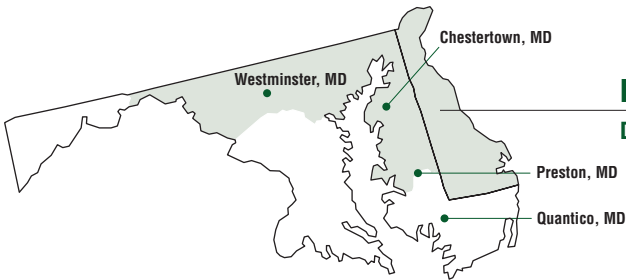 Chestertown, MD
Westminster, MD
Preston, MD
Quantico, MD